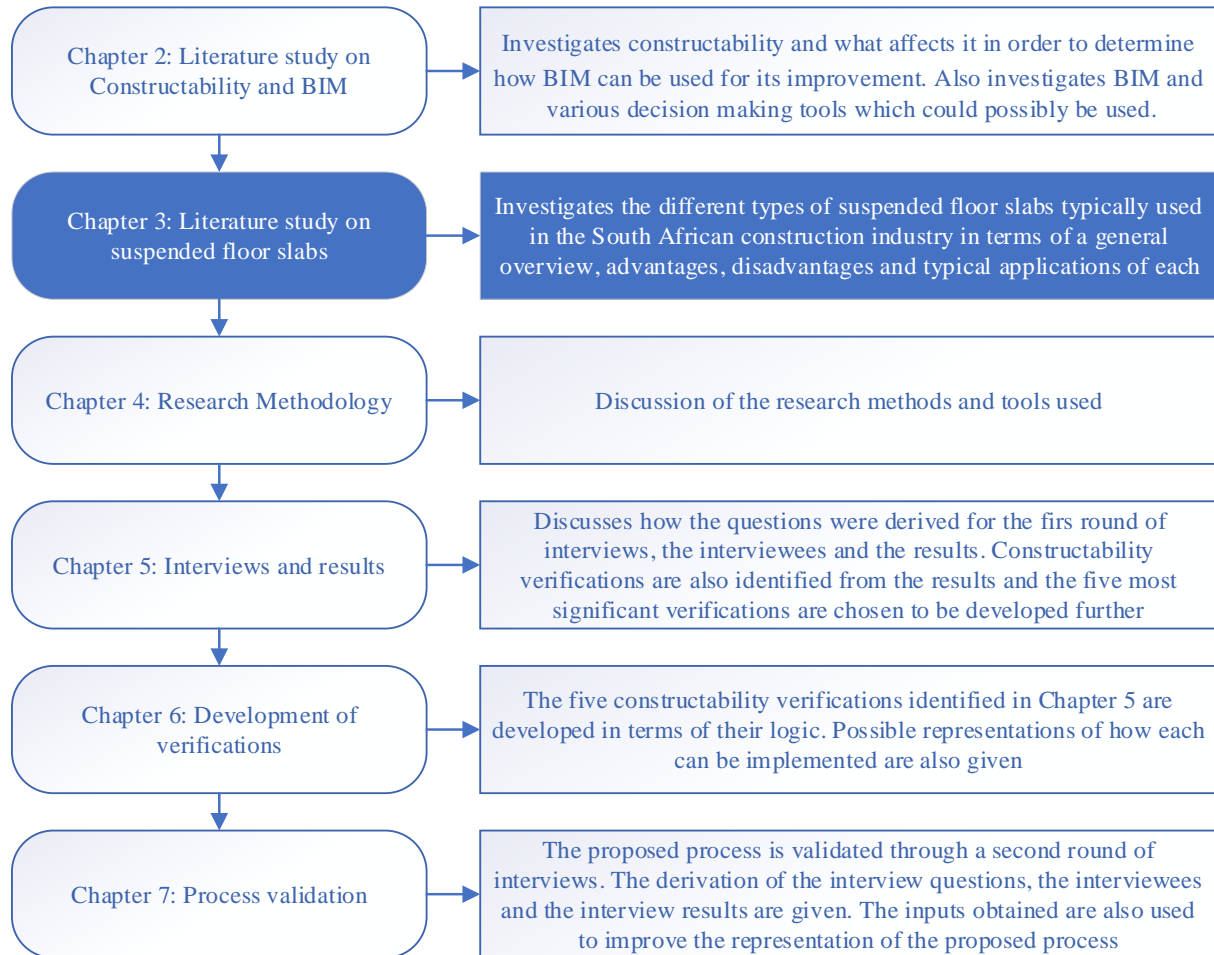 Chapter 2: Literature study on
Constructability and BIM
Investigates constructability and what affects it in order to determine
how BIM can be used for its improvement. Also investigates BIM and
various decision making tools which could possibly be used.
Chapter 3: Literature study on
suspended floor slabs
Investigates the different types of suspended floor slabs typically used
in the South African construction industry in terms of a general
overview, advantages, disadvantages and typical applications of each
Chapter 4: Research Methodology
Discussion of the research methods and tools used
Chapter 5: Interviews and results
Discusses how the questions were derived for the firs round of
interviews, the interviewees and the results. Constructability
verifications are also identified from the results and the five most
significant verifications are chosen to be developed further
Chapter 6: Development of
verifications
The five constructability verifications identified in Chapter 5 are
developed in terms of their logic. Possible representations of how each
can be implemented are also given
Chapter 7: Process validation
The proposed process is validated through a second round of
interviews. The derivation of the interview questions, the interviewees
and the interview results are given. The inputs obtained are also used
to improve the representation of the proposed process